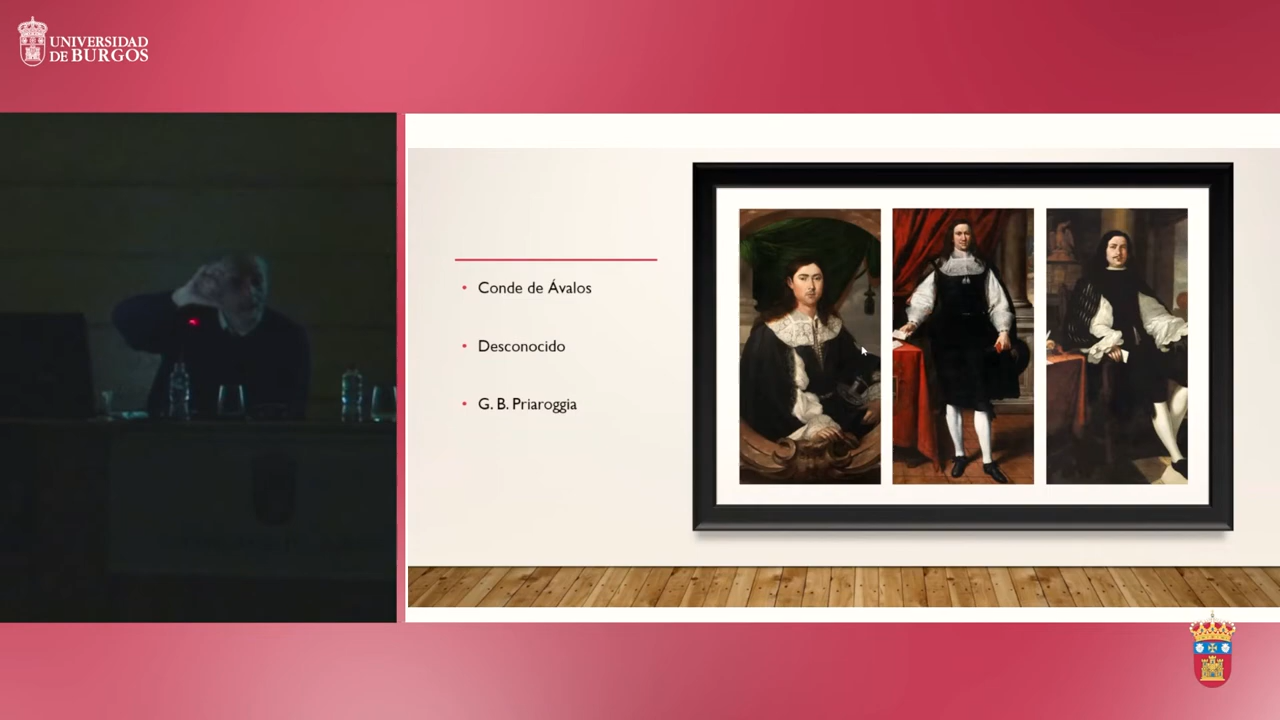 UNIVERSIDAD
DE BURGOS
• Conde de Ávalos
• Desconocido
• G. B. Priaroggia